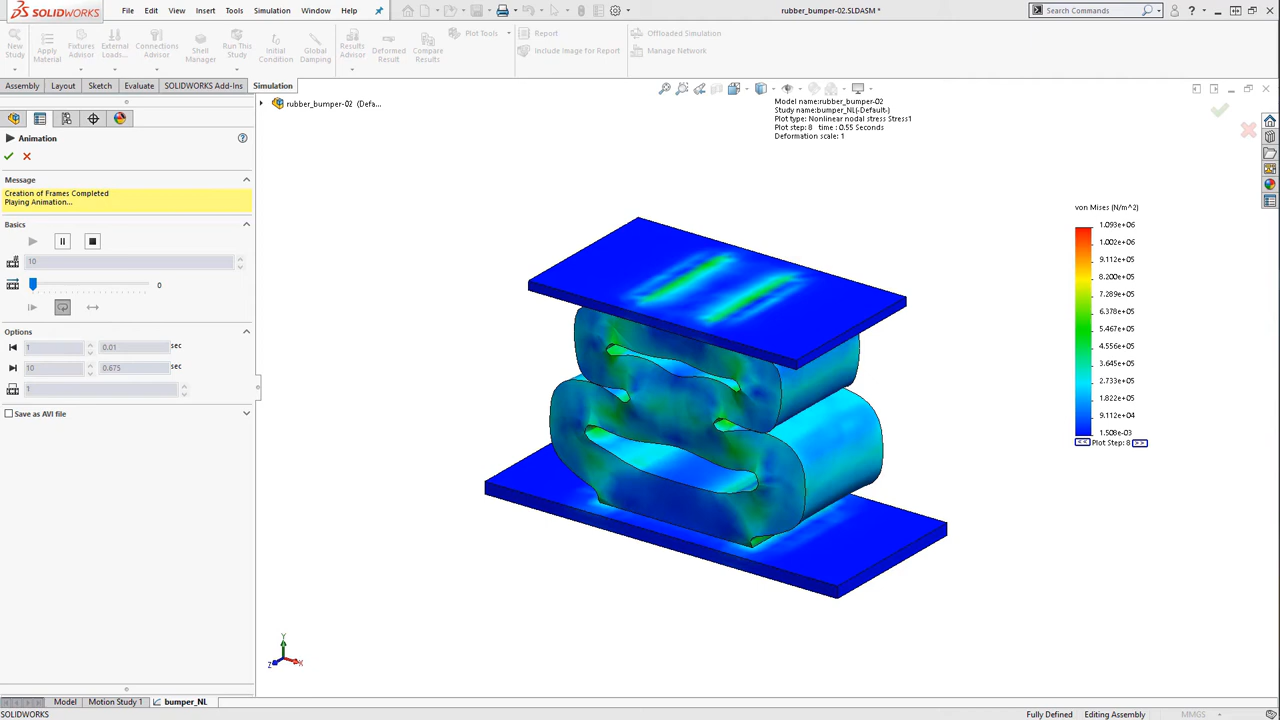 SOLIDWORKS File Edit View Insert Tools Simulation Window Help rubber_bumper-02.SLDASM * Search Commands
New Study
Apply Material
Fixtures Advisor
External Loads...
Connections Advisor
Shell Manager
Run This Study
Initial Condition
Global Damping
Results Advisor
Deformed Result
Compare Results
Plot Tools
Report
Include Image for Report
Offloaded Simulation
Manage Network
Assembly Layout Sketch Evaluate SOLIDWORKS Add-Ins Simulation
rubber_bumper-02 (Defa...
Model name:rubber_bumper-02
Study name:bumper_NL(-Default-)
Plot type: Nonlinear nodal stress Stress1
Plot step: 8 time : 0.55 Seconds
Deformation scale: 1
Animation
Message
Creation of Frames Completed
Playing Animation...
Basics
10
0
Options
1 0.01 sec
10 0.675 sec
1
Save as AVI file
von Mises (N/m^2)
1.093e+06
1.002e+06
9.112e+05
8.200e+05
7.289e+05
6.378e+05
5.467e+05
4.556e+05
3.645e+05
2.733e+05
1.822e+05
9.112e+04
1.508e-03
<< Plot Step: 8 >>
Y
Z X
Model Motion Study 1 bumper_NL
SOLIDWORKS Fully Defined Editing Assembly MMGS